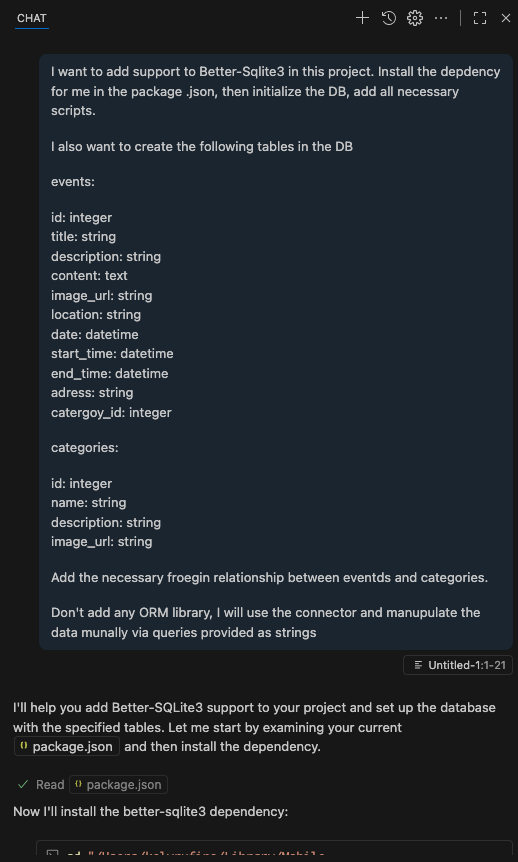 CHAT
I want to add support to Better-Sqlite3 in this project. Install the depdency
for me in the package .json, then initialize the DB, add all necessary
scripts.
I also want to create the following tables in the DB
events:
id: integer
title: string
description: string
content: text
image_url: string
location: string
date: datetime
start_time: datetime
end_time: datetime
adress: string
catergoy_id: integer
categories:
id: integer
name: string
description: string
image_url: string
Add the necessary froegin relationship between eventds and categories.
Don't add any ORM library, I will use the connector and manupulate the
data munally via queries provided as strings
Untitled-1:1-21
I'll help you add Better-SQLite3 support to your project and set up the database
with the specified tables. Let me start by examining your current
package.json and then install the dependency.
Read package.json
Now I'll install the better-sqlite3 dependency: